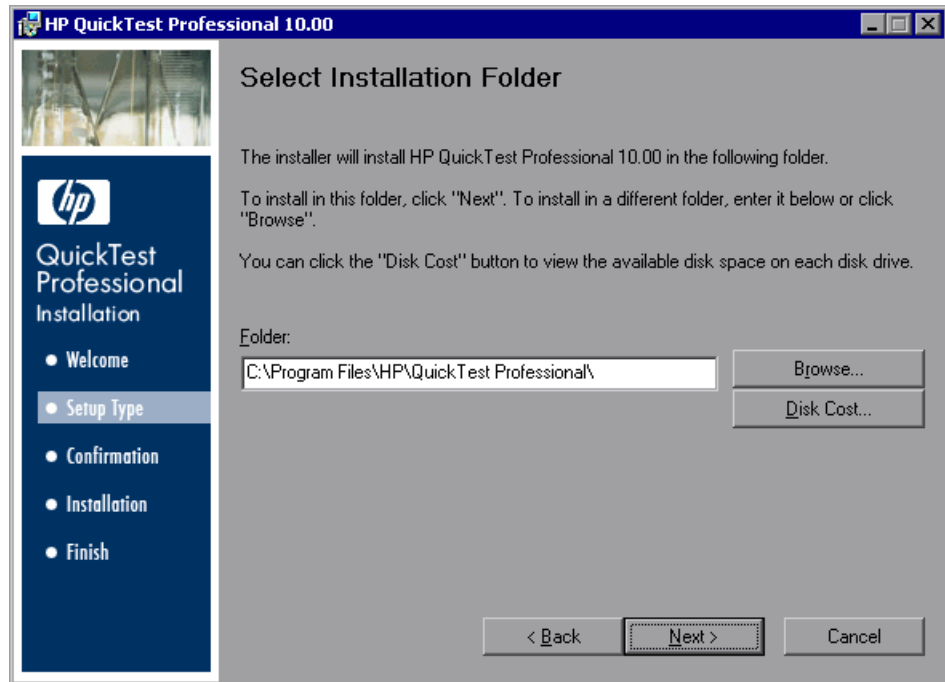 HP QuickTest Professional 10.00
hp
QuickTest
Professional
Installation
Welcome
Setup Type
Confirmation
Installation
Finish
Select Installation Folder
The installer will install HP QuickTest Professional 10.00 in the following folder.
To install in this folder, click "Next". To install in a different folder, enter it below or click
"Browse".
You can click the "Disk Cost" button to view the available disk space on each disk drive.
Folder:
C:\Program Files\HP\QuickTest Professional\
Browse...
Disk Cost...
< Back
Next >
Cancel